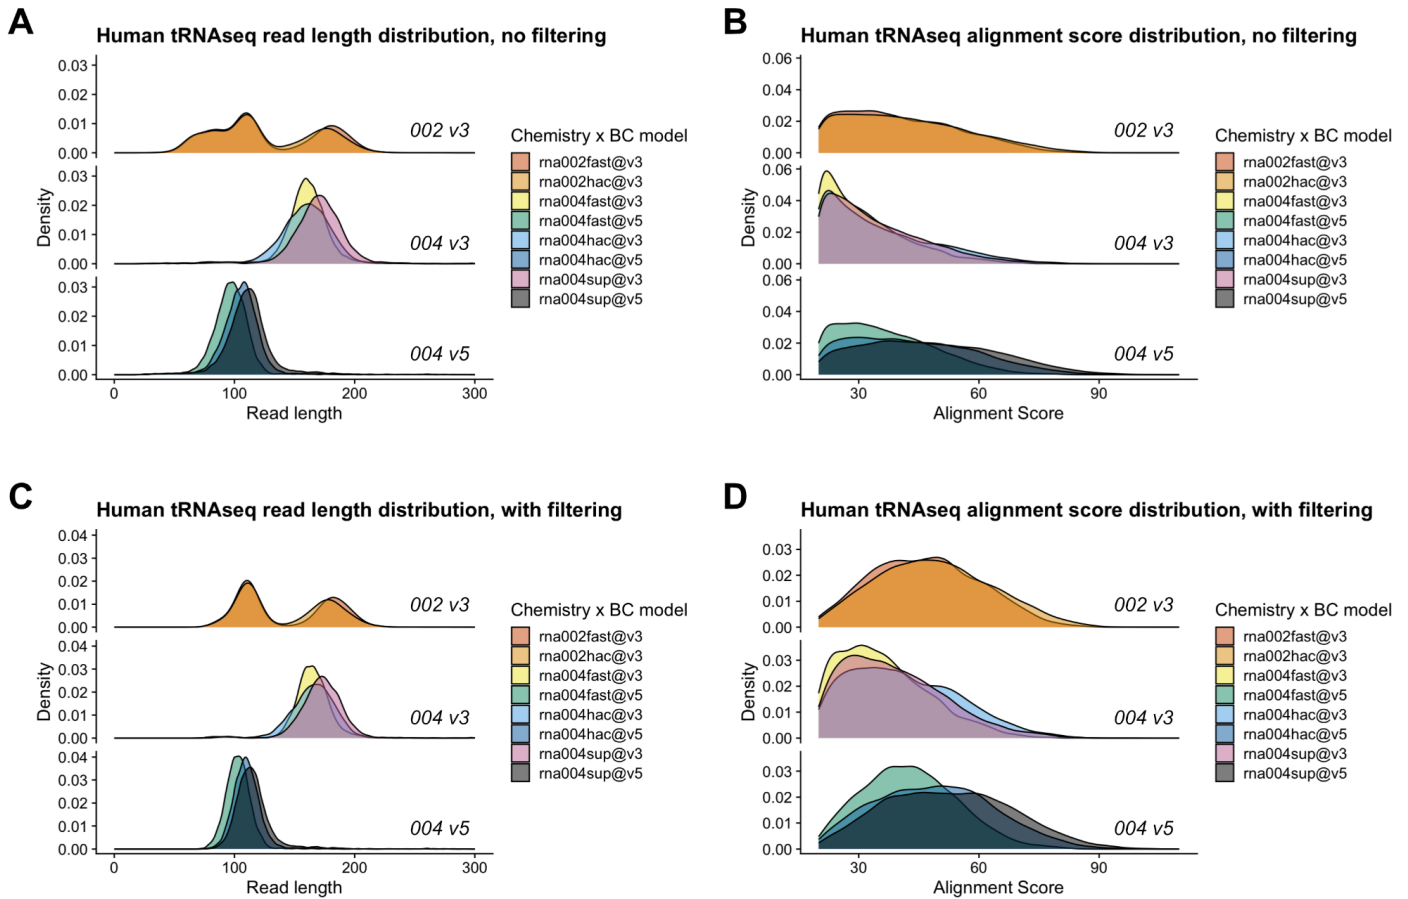 A
Human tRNAseq read length distribution, no filtering
0.03
0.02
0.01
0.00
002 v3
0.03
0.02
0.01
0.00
004 v3
0.03
0.02
0.01
0.00
004 v5
Density
0
100
200
300
Read length
Chemistry x BC model
rna002fast@v3
rna002hac@v3
rna004fast@v3
rna004fast@v5
rna004hac@v3
rna004hac@v5
rna004sup@v3
rna004sup@v5
B
Human tRNAseq alignment score distribution, no filtering
0.06
0.04
0.02
0.00
002 v3
0.06
0.04
0.02
0.00
004 v3
0.06
0.04
0.02
0.00
004 v5
Density
30
60
90
Alignment Score
Chemistry x BC model
rna002fast@v3
rna002hac@v3
rna004fast@v3
rna004fast@v5
rna004hac@v3
rna004hac@v5
rna004sup@v3
rna004sup@v5
C
Human tRNAseq read length distribution, with filtering
0.04
0.03
0.02
0.01
0.00
002 v3
0.04
0.03
0.02
0.01
0.00
004 v3
0.04
0.03
0.02
0.01
0.00
004 v5
Density
0
100
200
300
Read length
Chemistry x BC model
rna002fast@v3
rna002hac@v3
rna004fast@v3
rna004fast@v5
rna004hac@v3
rna004hac@v5
rna004sup@v3
rna004sup@v5
D
Human tRNAseq alignment score distribution, with filtering
0.03
0.02
0.01
0.00
002 v3
0.03
0.02
0.01
0.00
004 v3
0.03
0.02
0.01
0.00
004 v5
Density
30
60
90
Alignment Score
Chemistry x BC model
rna002fast@v3
rna002hac@v3
rna004fast@v3
rna004fast@v5
rna004hac@v3
rna004hac@v5
rna004sup@v3
rna004sup@v5